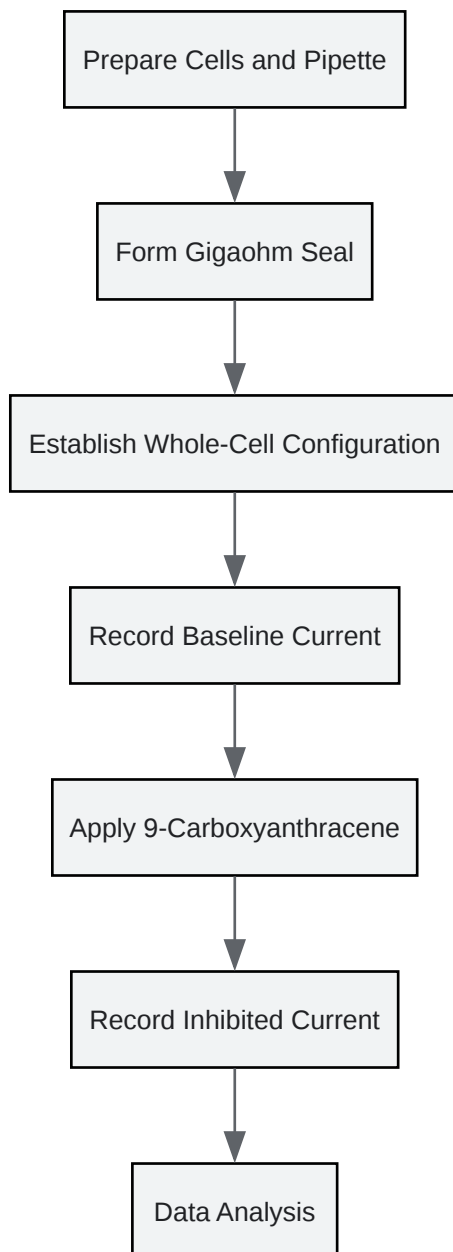 Prepare Cells and Pipette
Form Gigaohm Seal
Establish Whole-Cell Configuration
Record Baseline Current
Apply 9-Carboxyanthracene
Record Inhibited Current
Data Analysis